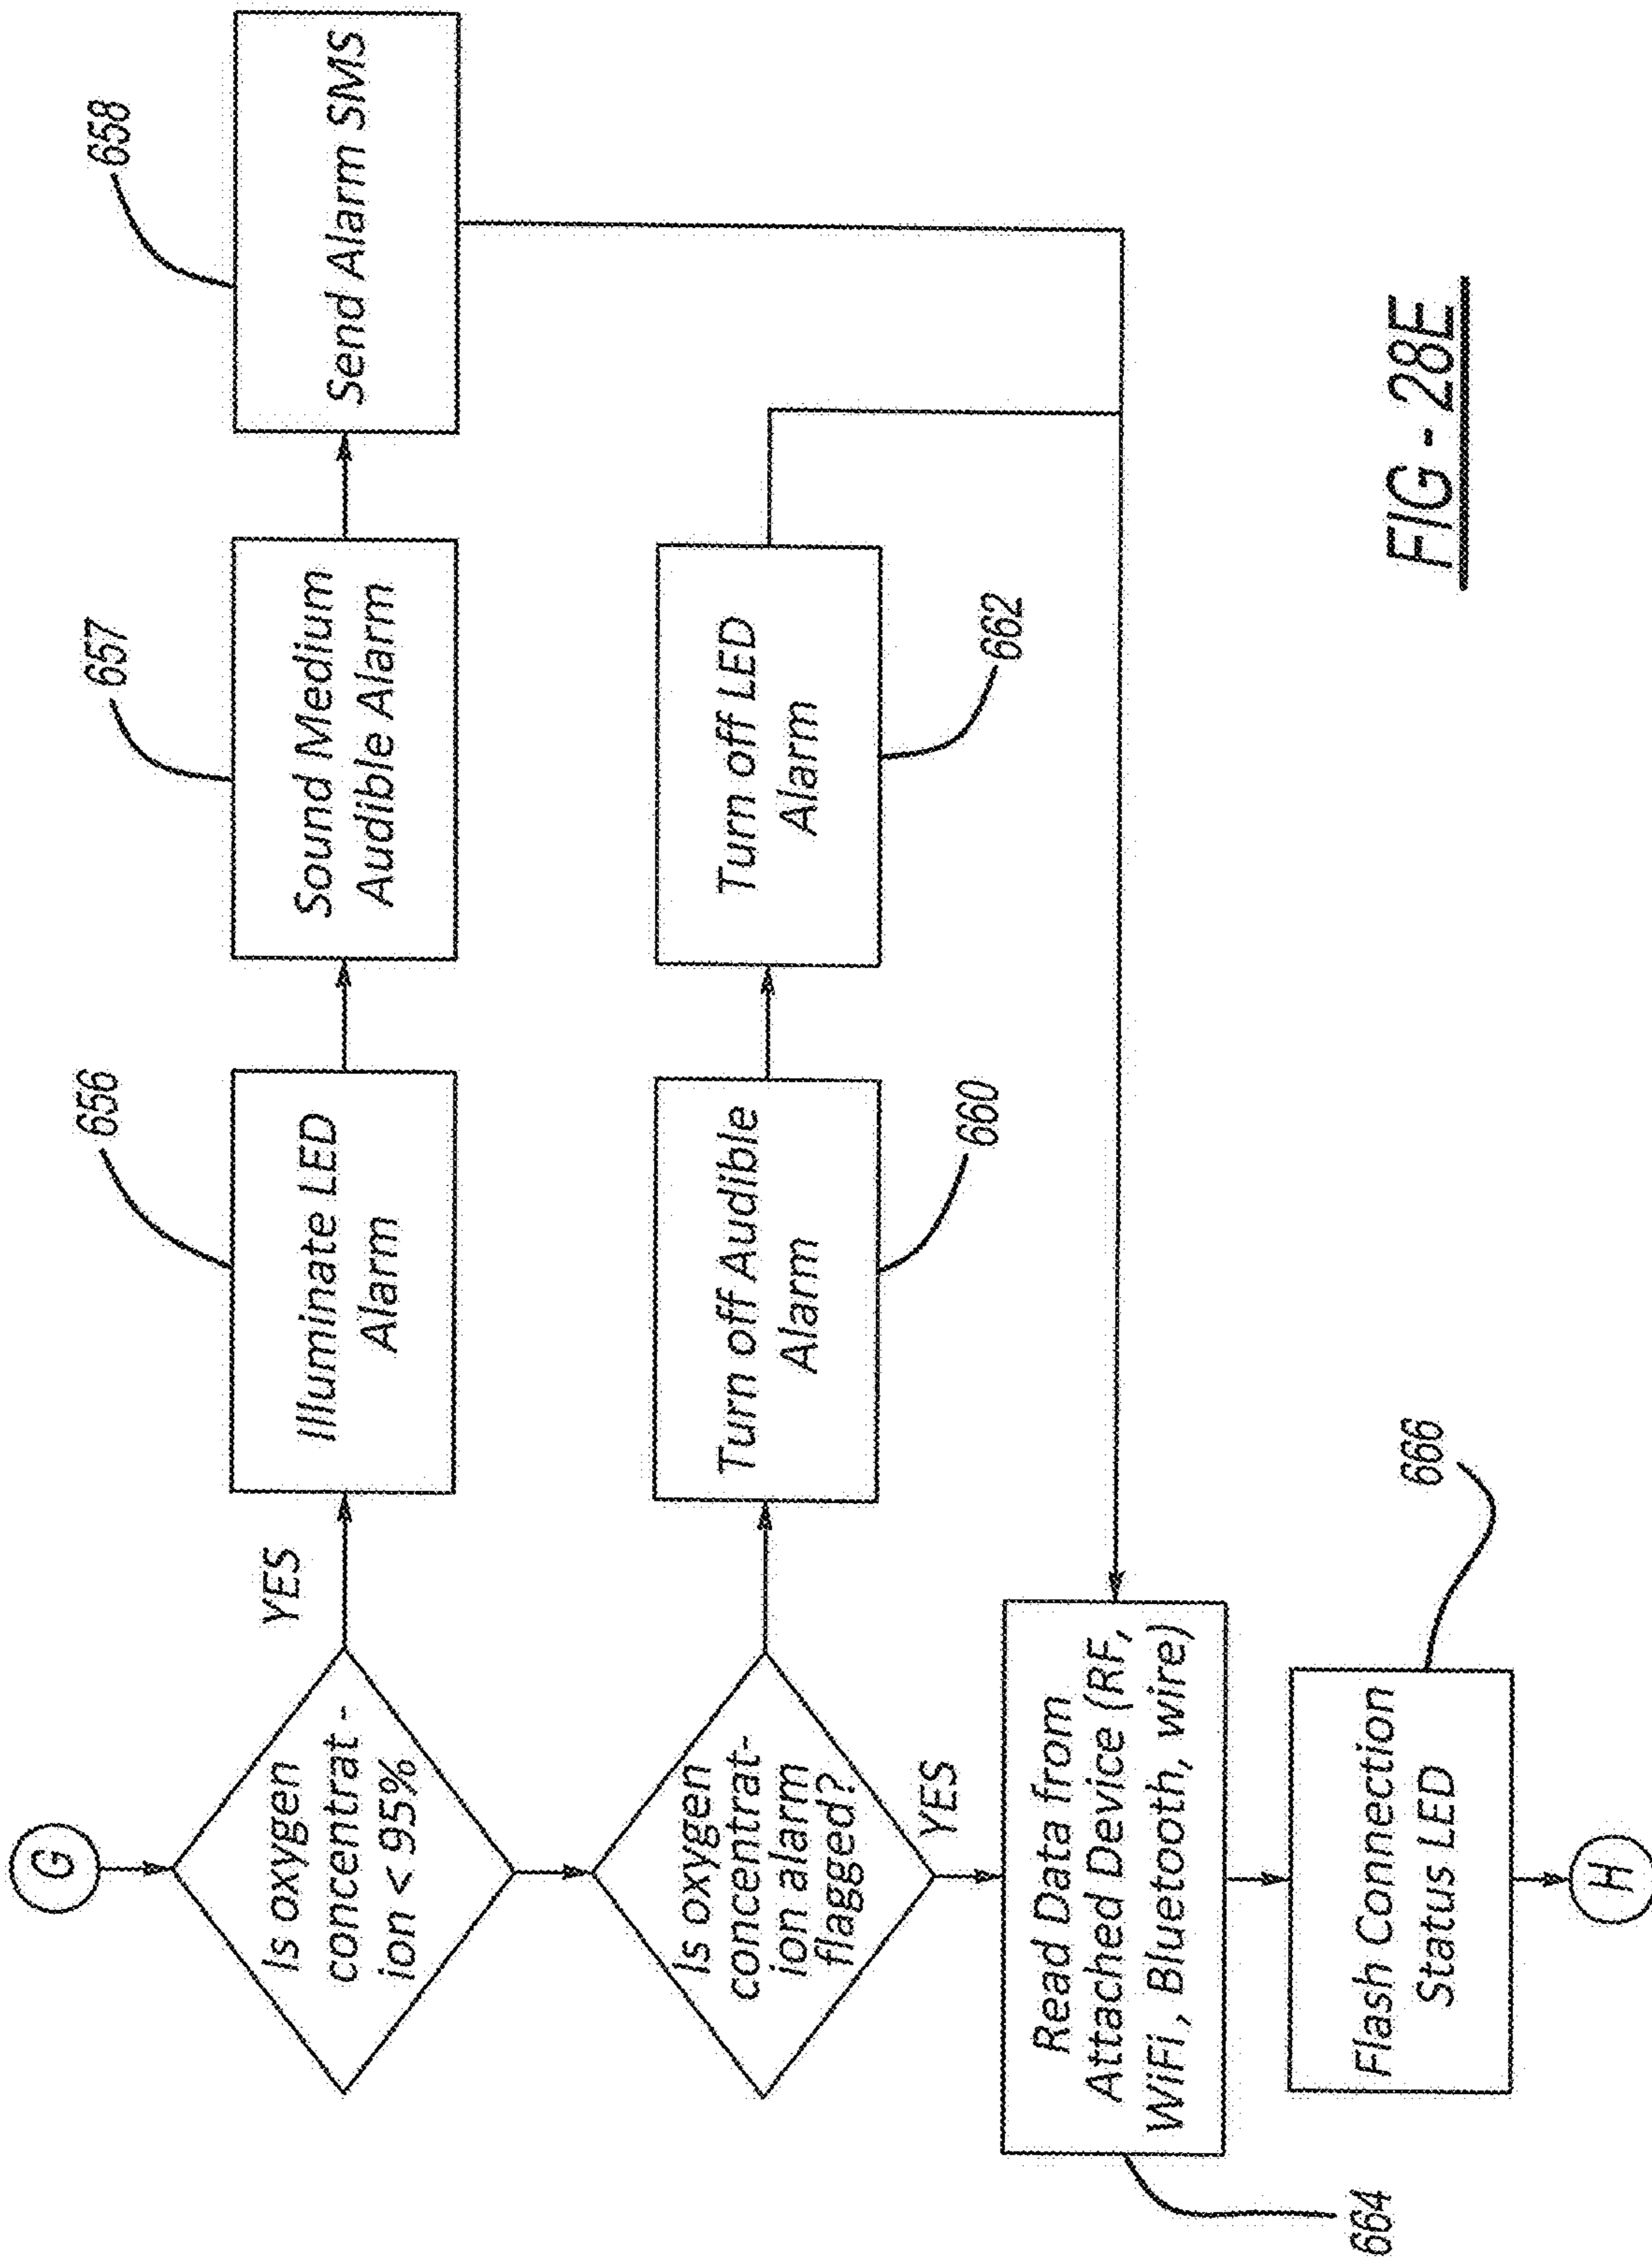 G
Is oxygen
concentrat -
ion < 95%
YES
656
Illuminate LED
Alarm
657
Sound Medium
Audible Alarm
658
Send Alarm SMS
Is oxygen
concentrat-
ion alarm
flagged?
YES
Turn off Audible
Alarm
660
Turn off LED
Alarm
662
Read Data from
Attached Device (RF,
WiFi, Bluetooth, wire)
664
Flash Connection
Status LED
666
H
FIG - 28E